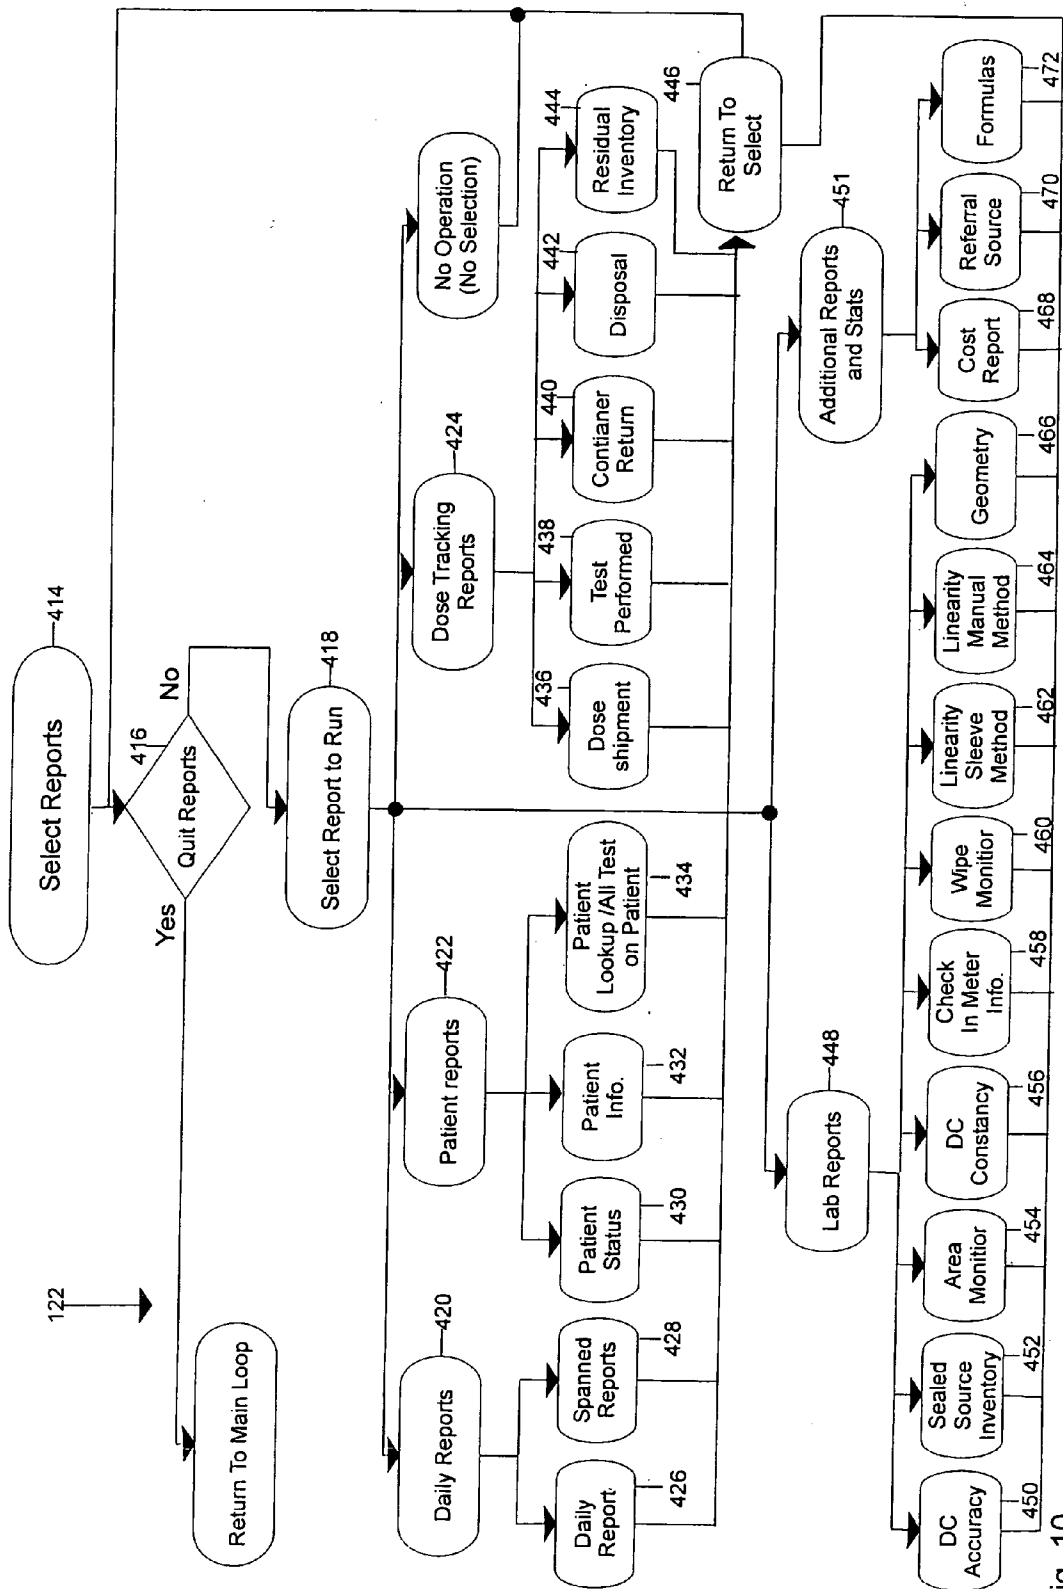 Select Reports
414
Quit Reports
416
Yes
No
122
Return To Main Loop
Select Report to Run
418
Daily Reports
420
Patient reports
422
Dose Tracking
Reports
424
No Operation
(No Selection)
Daily
Report
426
Spanned
Reports
428
Patient
Status
430
Patient
Info.
432
Patient
Lookup /All Test
on Patient
434
Dose
shipment
436
Test
Performed
438
Contianer
Return
440
Disposal
442
Residual
Inventory
444
Return To
Select
446
Lab Reports
448
Additional Reports
and Stats
451
DC
Accuracy
450
Sealed
Source
Inventory
452
Area
Monitior
454
DC
Constancy
456
Check
In Meter
Info.
458
Wipe
Monitior
460
Linearity
Sleeve
Method
462
Linearity
Manual
Method
464
Geometry
466
Cost
Report
468
Referral
Source
470
Formulas
472
10